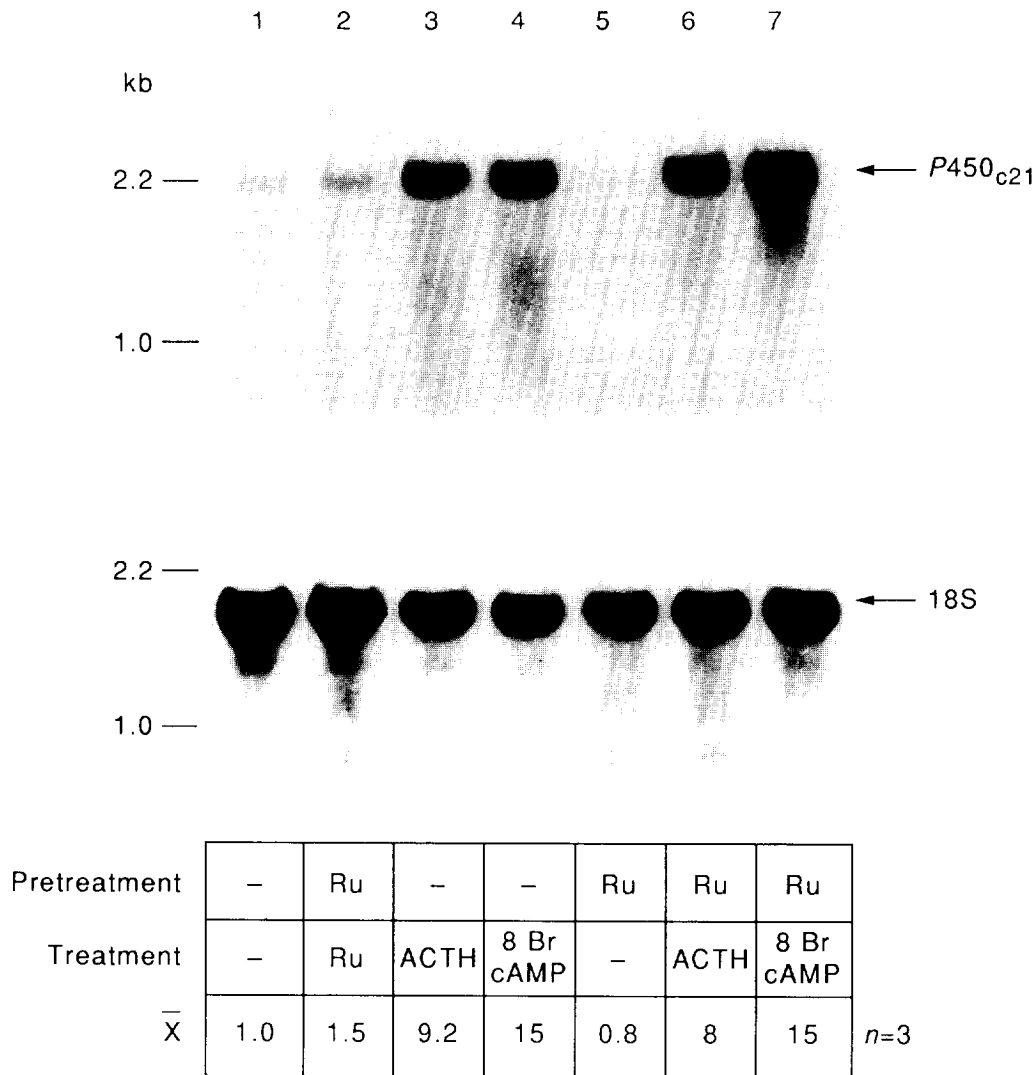 1 2 3 4 5 6 7
kb
2.2
P450c21
1.0
2.2
18S
1.0
Pretreatment – Ru – – Ru Ru Ru
Treatment – Ru ACTH 8 Br cAMP – ACTH 8 Br cAMP
X̄ 1.0 1.5 9.2 15 0.8 8 15 n=3